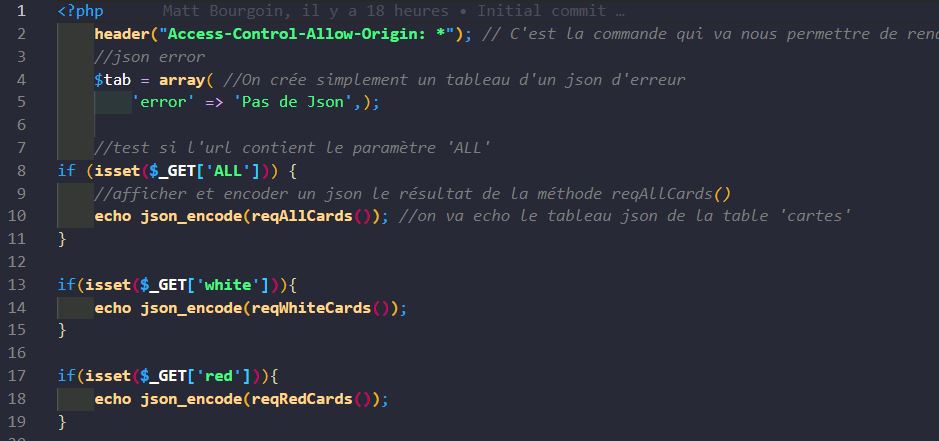 1 <?php Matt Bourgoin, il y a 18 heures • Initial commit …
2 header("Access-Control-Allow-Origin: *"); // C'est la commande qui va nous permettre de
3 //json error
4 $tab = array( //On crée simplement un tableau d'un json d'erreur
5 'error' => 'Pas de Json',);
6
7 //test si l'url contient le paramètre 'ALL'
8 if (isset($_GET['ALL'])) {
9 //afficher et encoder un json le résultat de la méthode reqAllCards()
10 echo json_encode(reqAllCards()); //on va echo le tableau json de la table 'cartes'
11 }
12
13 if(isset($_GET['white'])){
14 echo json_encode(reqWhiteCards());
15 }
16
17 if(isset($_GET['red'])){
18 echo json_encode(reqRedCards());
19 }